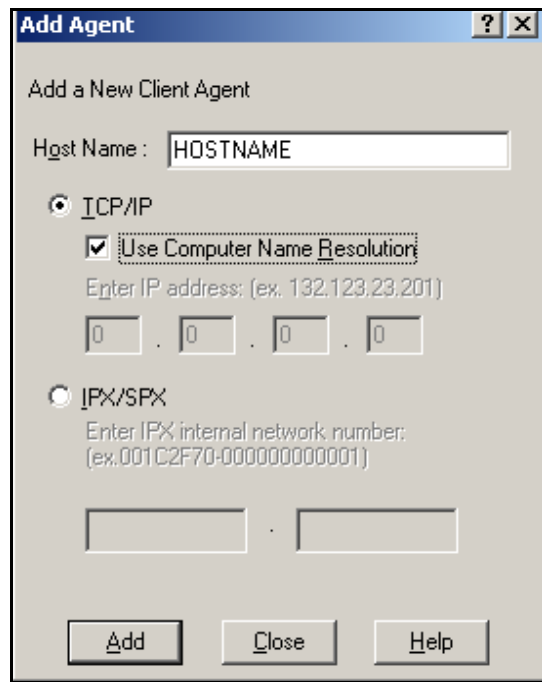 Add Agent
Add a New Client Agent
Host Name : HOSTNAME
TCP/IP
Use Computer Name Resolution
Enter IP address: (ex. 132.123.23.201)
0 . 0 . 0 . 0
IPX/SPX
Enter IPX internal network number:
(ex.001C2F70-000000000001)
.
Add Close Help